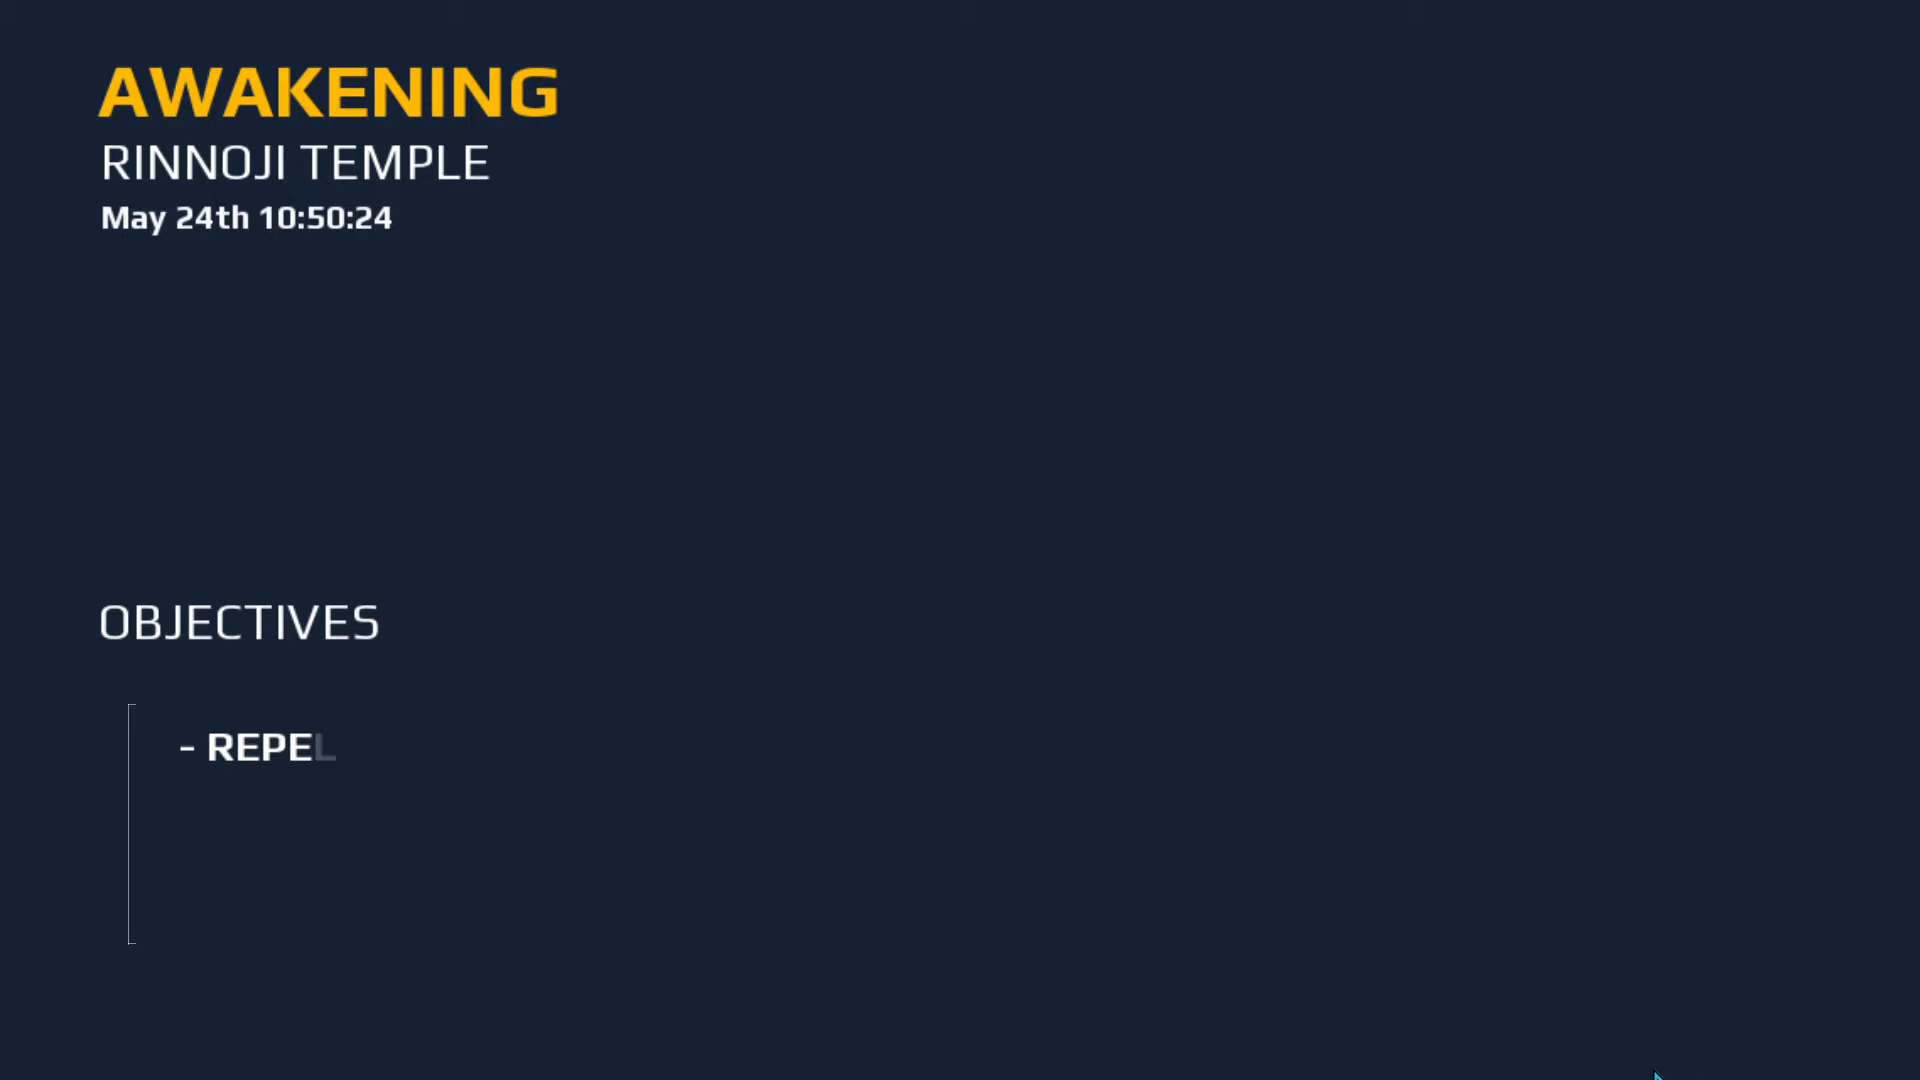 AWAKENING
RINNOJI TEMPLE
May 24th 10:50:24
OBJECTIVES
- REPEL